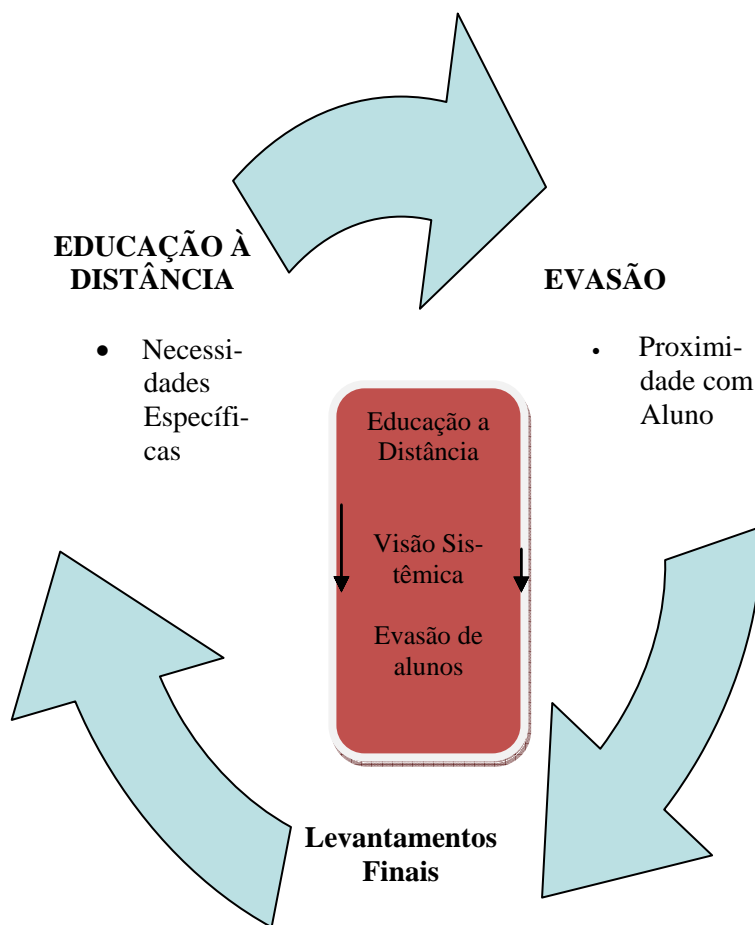 EDUCAÇÃO À
DISTÂNCIA
• Necessi-
dades
Específi-
cas
EVASÃO
• Proximi-
dade com
Aluno
Educação a
Distância
Visão Sis-
têmica
Evasão de
alunos
Levantamentos
Finais